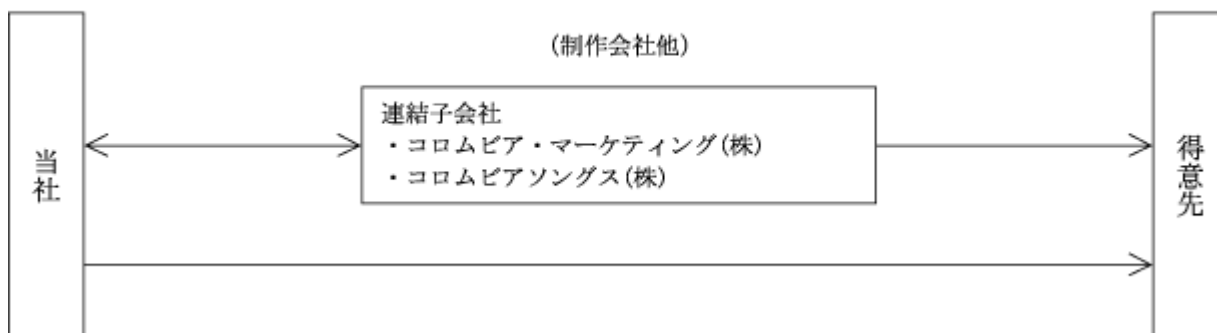 (制作会社他)
当社
連結子会社
・コロムビア・マーケティング(株)
・コロムビアソングス(株)
得意先